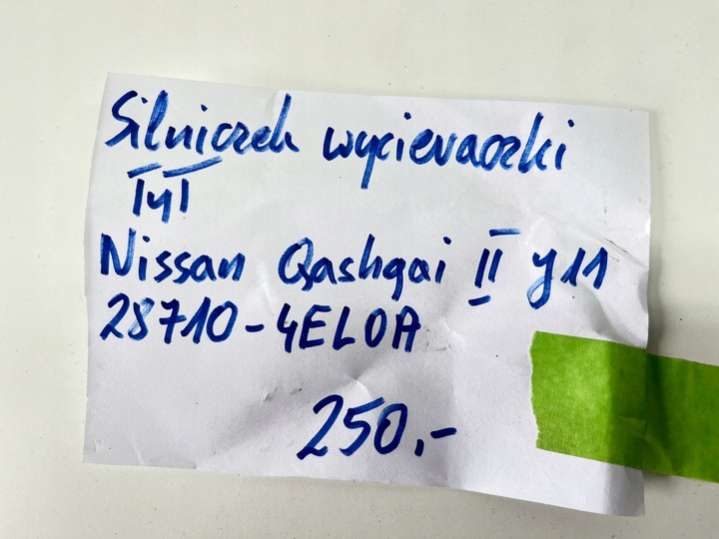 Silniczek wycieraczki
Tył
Nissan Qashqai II J11
28710-4EL0A
250,-